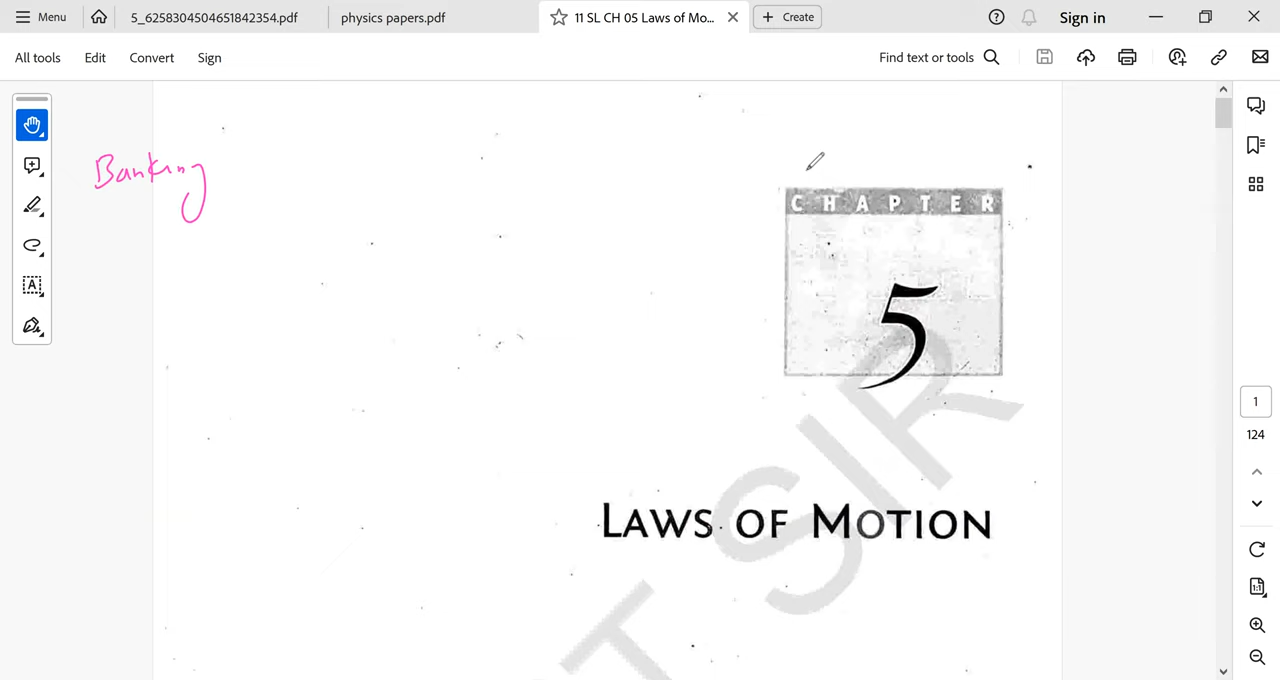 Menu 5_6258304504651842354.pdf physics papers.pdf 11 SL CH 05 Laws of Mo... Create Sign in
All tools Edit Convert Sign Find text or tools
Banking
CHAPTER
5
LAWS OF MOTION
T SIR
1
124